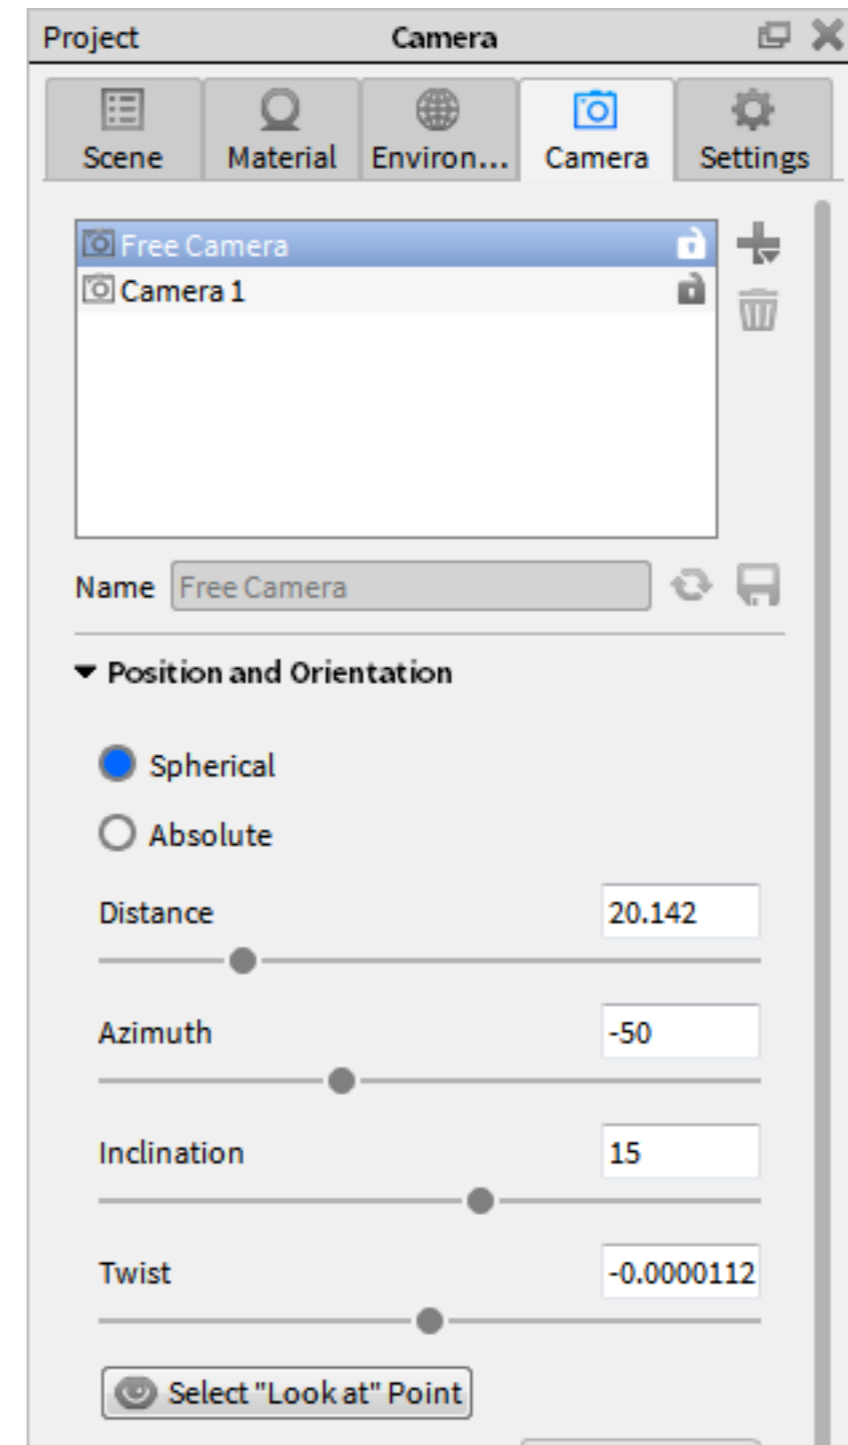 Project Camera
Scene Material Environ... Camera Settings
Free Camera
Camera 1
Name Free Camera
Position and Orientation
Spherical
Absolute
Distance 20.142
Azimuth -50
Inclination 15
Twist -0.0000112
Select "Look at" Point